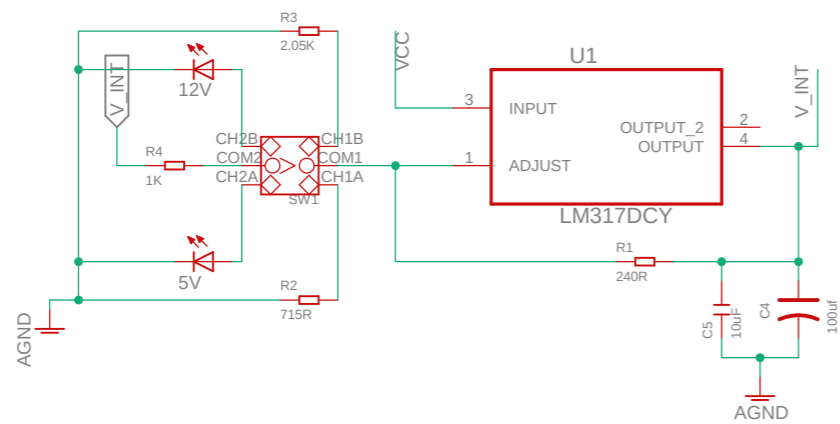 R3
2.05K
12V
V_INT
R4
1K
CH2B
COM2
CH2A
CH1B
COM1
CH1A
SW1
5V
R2
715R
AGND
VCC
U1
3
INPUT
1
ADJUST
OUTPUT_2
2
OUTPUT
4
LM317DCY
V_INT
R1
240R
C5
10uF
C4
100uf
AGND